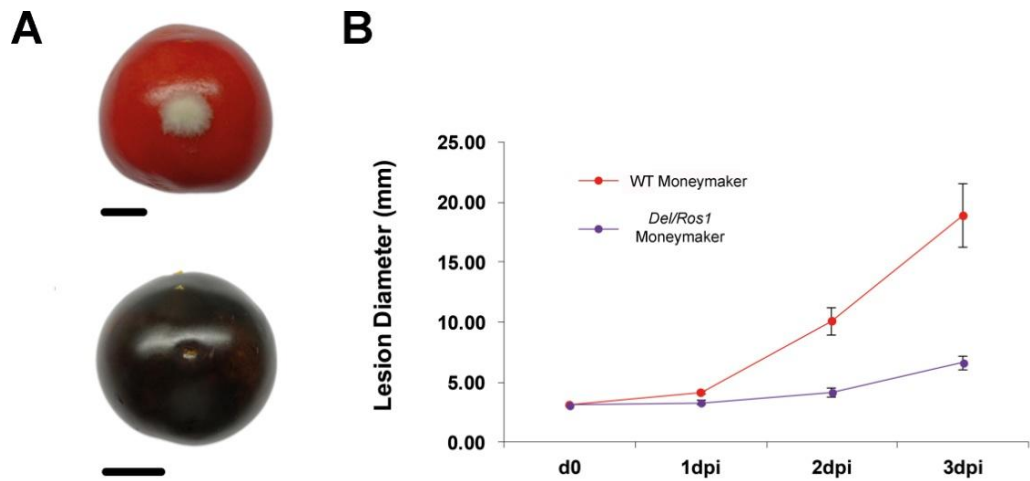 A
B
25.00
20.00
15.00
10.00
5.00
0.00
Lesion Diameter (mm)
WT Moneymaker
Del/Ros1
Moneymaker
d0 1dpi 2dpi 3dpi